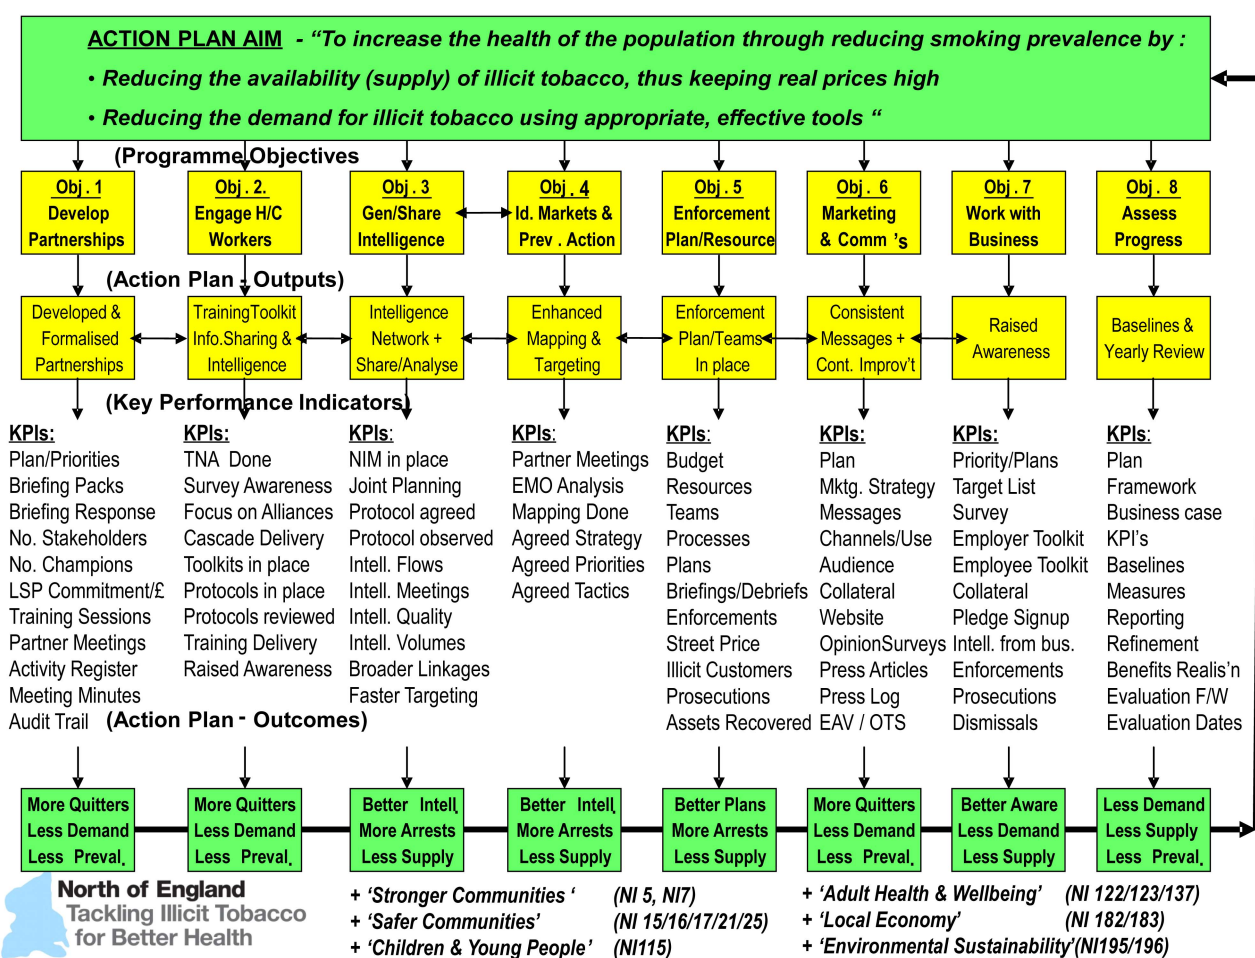 ACTION PLAN AIM - “To increase the health of the population through reducing smoking prevalence by :
• Reducing the availability (supply) of illicit tobacco, thus keeping real prices high
• Reducing the demand for illicit tobacco using appropriate, effective tools “
(Programme Objectives
Obj . 1
Develop
Partnerships
Obj . 2.
Engage H/C
Workers
Obj . 3
Gen/Share
Intelligence
Obj . 4
Id. Markets &
Prev . Action
Obj . 5
Enforcement
Plan/Resource
Obj . 6
Marketing
& Comm 's
Obj . 7
Work with
Business
Obj . 8
Assess
Progress
(Action Plan - Outputs)
Developed &
Formalised
Partnerships
TrainingToolkit
Info.Sharing &
Intelligence
Intelligence
Network +
Share/Analyse
Enhanced
Mapping &
Targeting
Enforcement
Plan/Teams
In place
Consistent
Messages +
Cont. Improv't
Raised
Awareness
Baselines &
Yearly Review
(Key Performance Indicators)
KPIs:
Plan/Priorities
Briefing Packs
Briefing Response
No. Stakeholders
No. Champions
LSP Commitment/£
Training Sessions
Partner Meetings
Activity Register
Meeting Minutes
Audit Trail
KPIs:
TNA Done
Survey Awareness
Focus on Alliances
Cascade Delivery
Toolkits in place
Protocols in place
Protocols reviewed
Training Delivery
Raised Awareness
KPIs:
NIM in place
Joint Planning
Protocol agreed
Protocol observed
Intell. Flows
Intell. Meetings
Intell. Quality
Intell. Volumes
Broader Linkages
Faster Targeting
KPIs:
Partner Meetings
EMO Analysis
Mapping Done
Agreed Strategy
Agreed Priorities
Agreed Tactics
KPIs:
Budget
Resources
Teams
Processes
Plans
Briefings/Debriefs
Enforcements
Street Price
Illicit Customers
Prosecutions
Assets Recovered
KPIs:
Plan
Mktg. Strategy
Messages
Channels/Use
Audience
Collateral
Website
OpinionSurveys
Press Articles
Press Log
EAV / OTS
KPIs:
Priority/Plans
Target List
Survey
Employer Toolkit
Employee Toolkit
Collateral
Pledge Signup
Intell. from bus.
Enforcements
Prosecutions
Dismissals
KPIs:
Plan
Framework
Business case
KPI's
Baselines
Measures
Reporting
Refinement
Benefits Realis'n
Evaluation F/W
Evaluation Dates
(Action Plan - Outcomes)
More Quitters
Less Demand
Less Preval.
More Quitters
Less Demand
Less Preval.
Better Intell.
More Arrests
Less Supply
Better Intell.
More Arrests
Less Supply
Better Plans
More Arrests
Less Supply
More Quitters
Less Demand
Less Preval.
Better Aware
Less Demand
Less Supply
Less Demand
Less Supply
Less Preval.
North of England
Tackling Illicit Tobacco
for Better Health
+ ‘Stronger Communities ‘ (NI 5, NI7)
+ ‘Safer Communities’ (NI 15/16/17/21/25)
+ ‘Children & Young People’ (NI115)
+ ‘Adult Health & Wellbeing’ (NI 122/123/137)
+ ‘Local Economy’ (NI 182/183)
+ ‘Environmental Sustainability’(NI195/196)